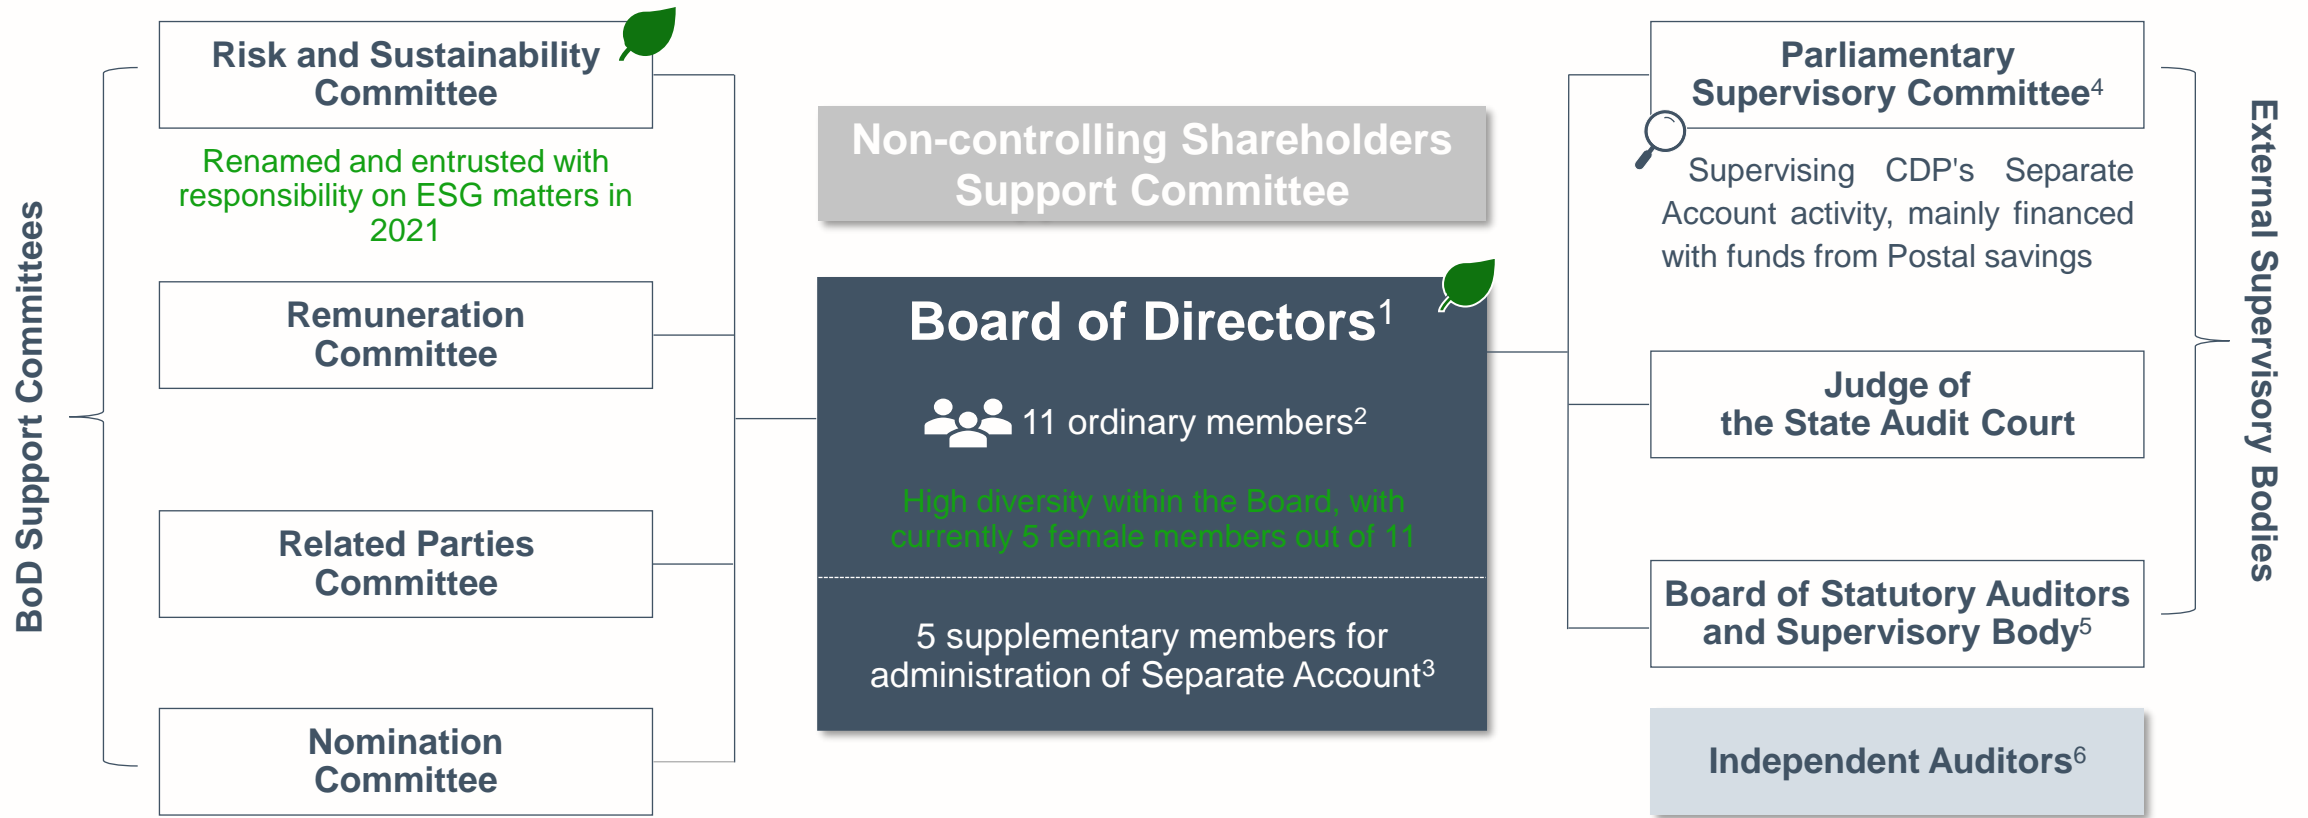 BoD Support Committees
Risk and Sustainability
Committee
Renamed and entrusted with
responsibility on ESG matters in
2021
Remuneration
Committee
Related Parties
Committee
Nomination
Committee
Non-controlling Shareholders
Support Committee
Board of Directors¹
11 ordinary members²
High diversity within the Board, with
currently 5 female members out of 11
5 supplementary members for
administration of Separate Account³
Parliamentary
Supervisory Committee⁴
Supervising CDP's Separate
Account activity, mainly financed
with funds from Postal savings
Judge of
the State Audit Court
Board of Statutory Auditors
and Supervisory Body⁵
Independent Auditors⁶
External Supervisory Bodies